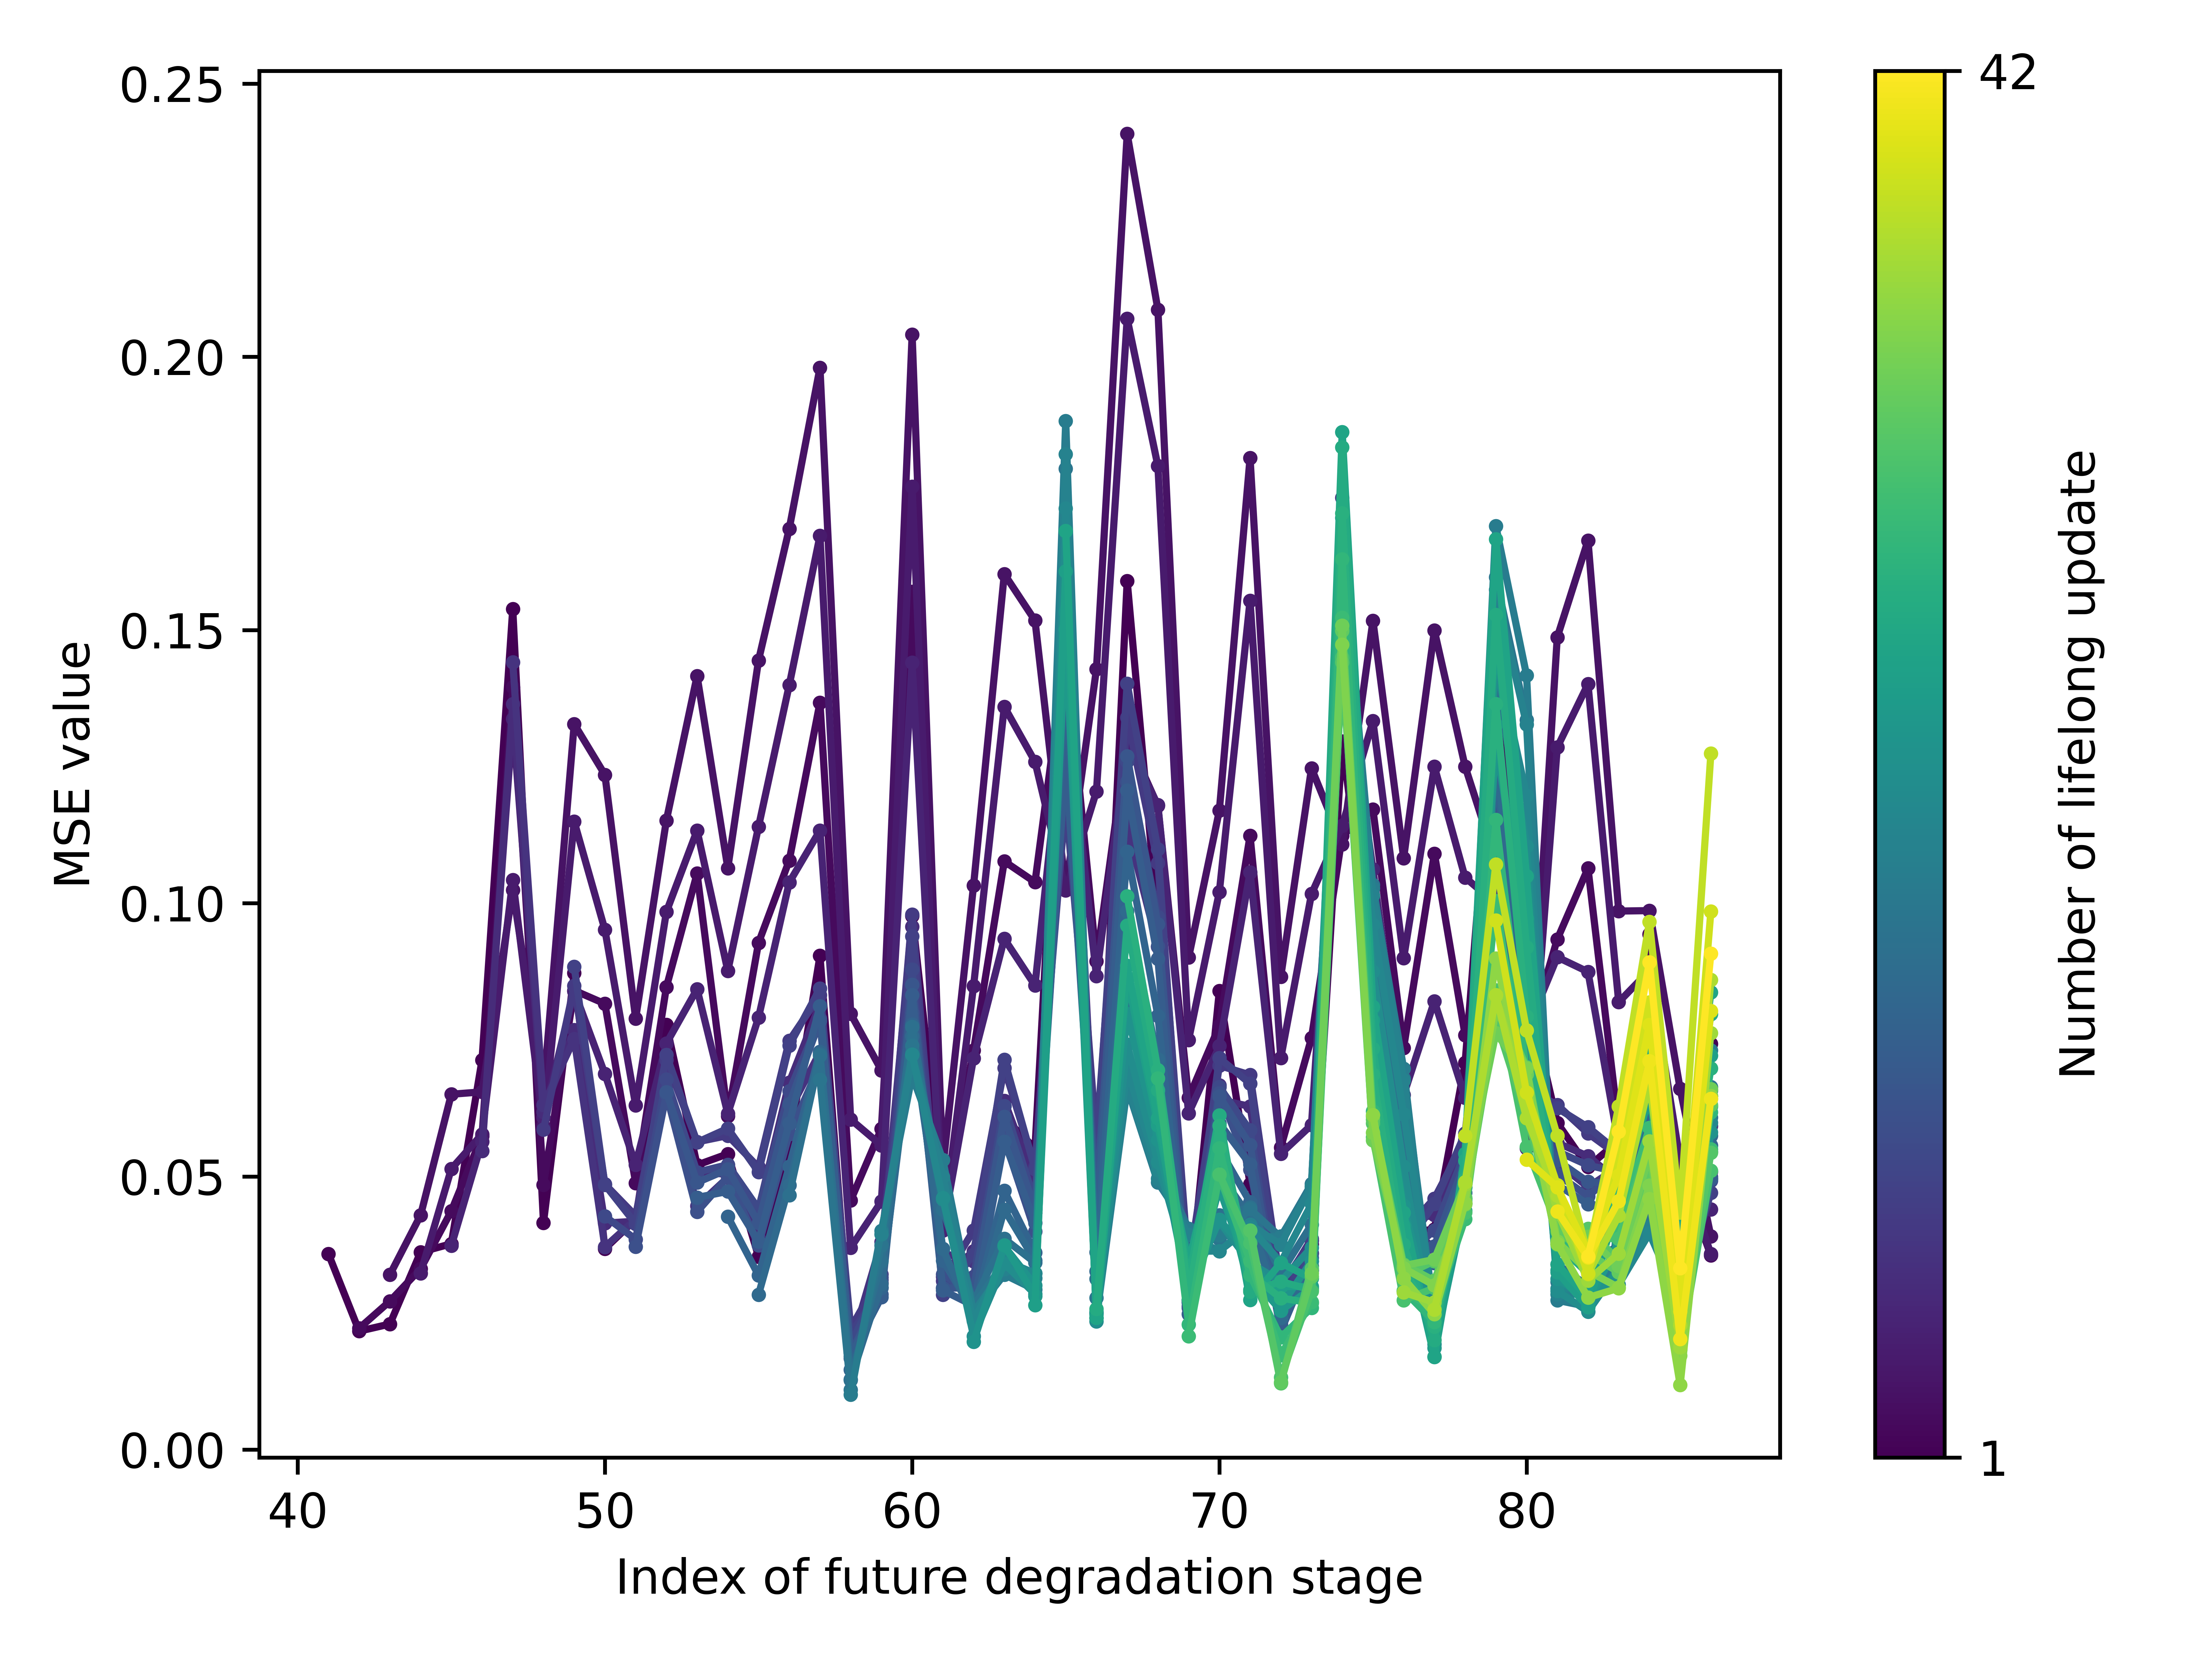 0.25
0.20
0.15
0.10
0.05
0.00
MSE value
40 50 60 70 80
Index of future degradation stage
42
1
Number of lifelong update